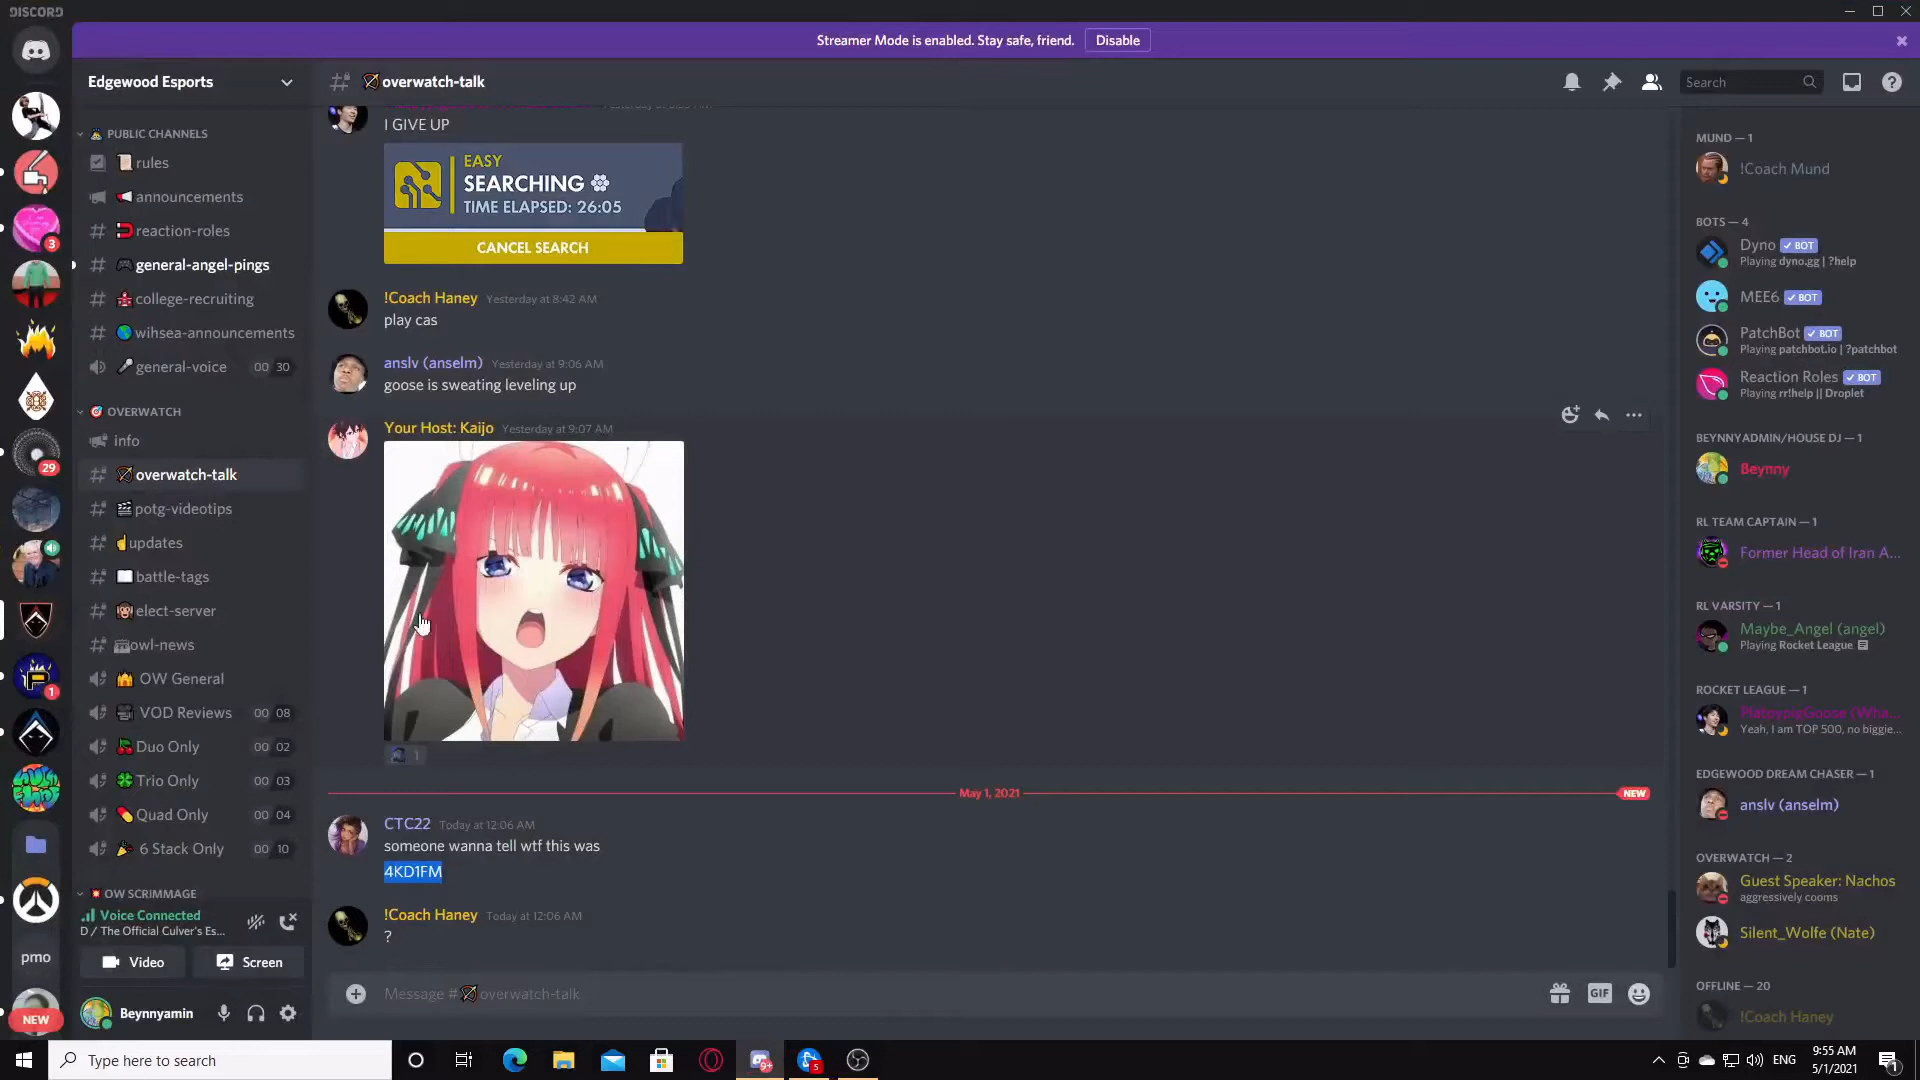 DISCORD
Streamer Mode is enabled. Stay safe, friend.
Disable
Edgewood Esports
overwatch-talk
Search
PUBLIC CHANNELS
rules
announcements
reaction-roles
general-angel-pings
college-recruiting
wihsea-announcements
general-voice 00 30
OVERWATCH
info
overwatch-talk
potg-videotips
updates
battle-tags
elect-server
owl-news
OW General
VOD Reviews 00 08
Duo Only 00 02
Trio Only 00 03
Quad Only 00 04
6 Stack Only 00 10
OW SCRIMMAGE
Voice Connected
D / The Official Culver's Es...
Video
Screen
Beynnyamin
3
29
1
pmo
NEW
I GIVE UP
EASY
SEARCHING
TIME ELAPSED: 26:05
CANCEL SEARCH
!Coach Haney Yesterday at 8:42 AM
play cas
anslv (anselm) Yesterday at 9:06 AM
goose is sweating leveling up
Your Host: Kaijo Yesterday at 9:07 AM
1
May 1, 2021
NEW
CTC22 Today at 12:06 AM
someone wanna tell wtf this was
4KD1FM
!Coach Haney Today at 12:06 AM
?
Message # overwatch-talk
GIF
MUND — 1
!Coach Mund
BOTS — 4
Dyno BOT
Playing dyno.gg | ?help
MEE6 BOT
PatchBot BOT
Playing patchbot.io | ?patchbot
Reaction Roles BOT
Playing rr!help || Droplet
BEYNNYADMIN/HOUSE DJ — 1
Beynny
RL TEAM CAPTAIN — 1
Former Head of Iran A...
RL VARSITY — 1
Maybe_Angel (angel)
Playing Rocket League
ROCKET LEAGUE — 1
PlatpypigGoose (Wha...
Yeah, I am TOP 500, no biggie...
EDGEWOOD DREAM CHASER — 1
anslv (anselm)
OVERWATCH — 2
Guest Speaker: Nachos
aggressively cooms
Silent_Wolfe (Nate)
OFFLINE — 20
!Coach Haney
Type here to search
9+
5
ENG
9:55 AM
5/1/2021
1